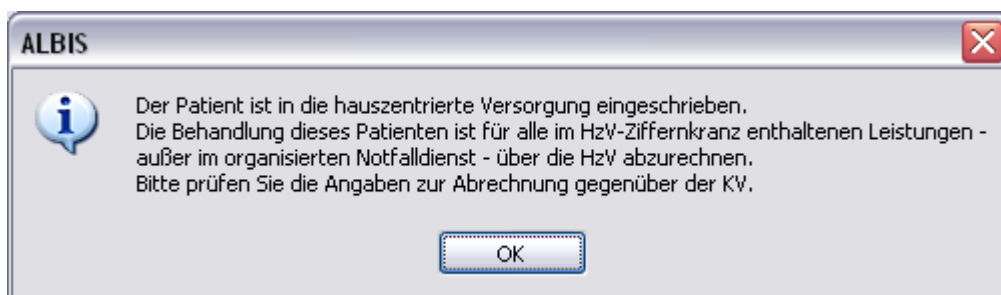 ALBIS
Der Patient ist in die hauszentrierte Versorgung eingeschrieben.
Die Behandlung dieses Patienten ist für alle im HzV-Ziffernkranz enthaltenen Leistungen -
außer im organisierten Notfalldienst - über die HzV abzurechnen.
Bitte prüfen Sie die Angaben zur Abrechnung gegenüber der KV.
OK